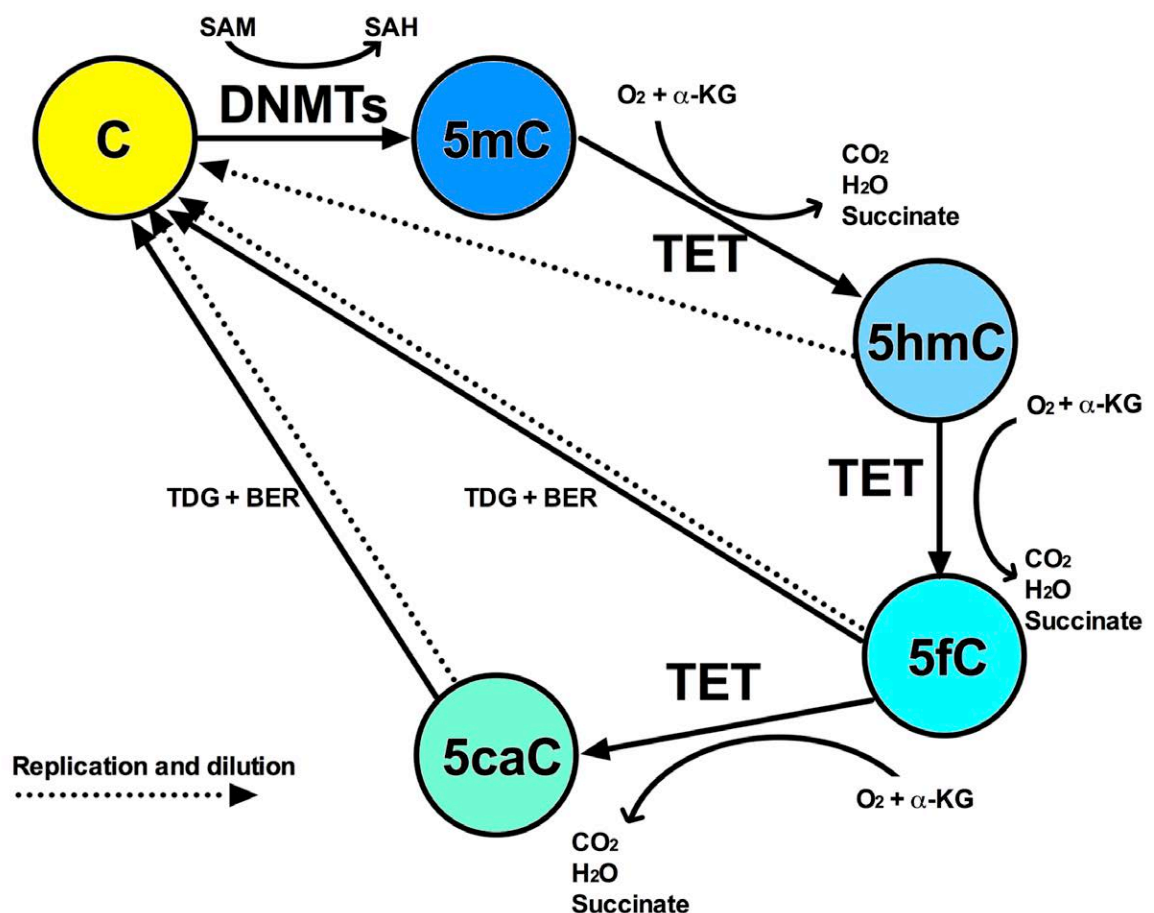 SAM
SAH
DNMTs
C
5mC
O₂ + α-KG
CO₂
H₂O
Succinate
TET
5hmC
O₂ + α-KG
TET
TDG + BER
TDG + BER
CO₂
H₂O
Succinate
5fC
TET
5caC
Replication and dilution
O₂ + α-KG
CO₂
H₂O
Succinate